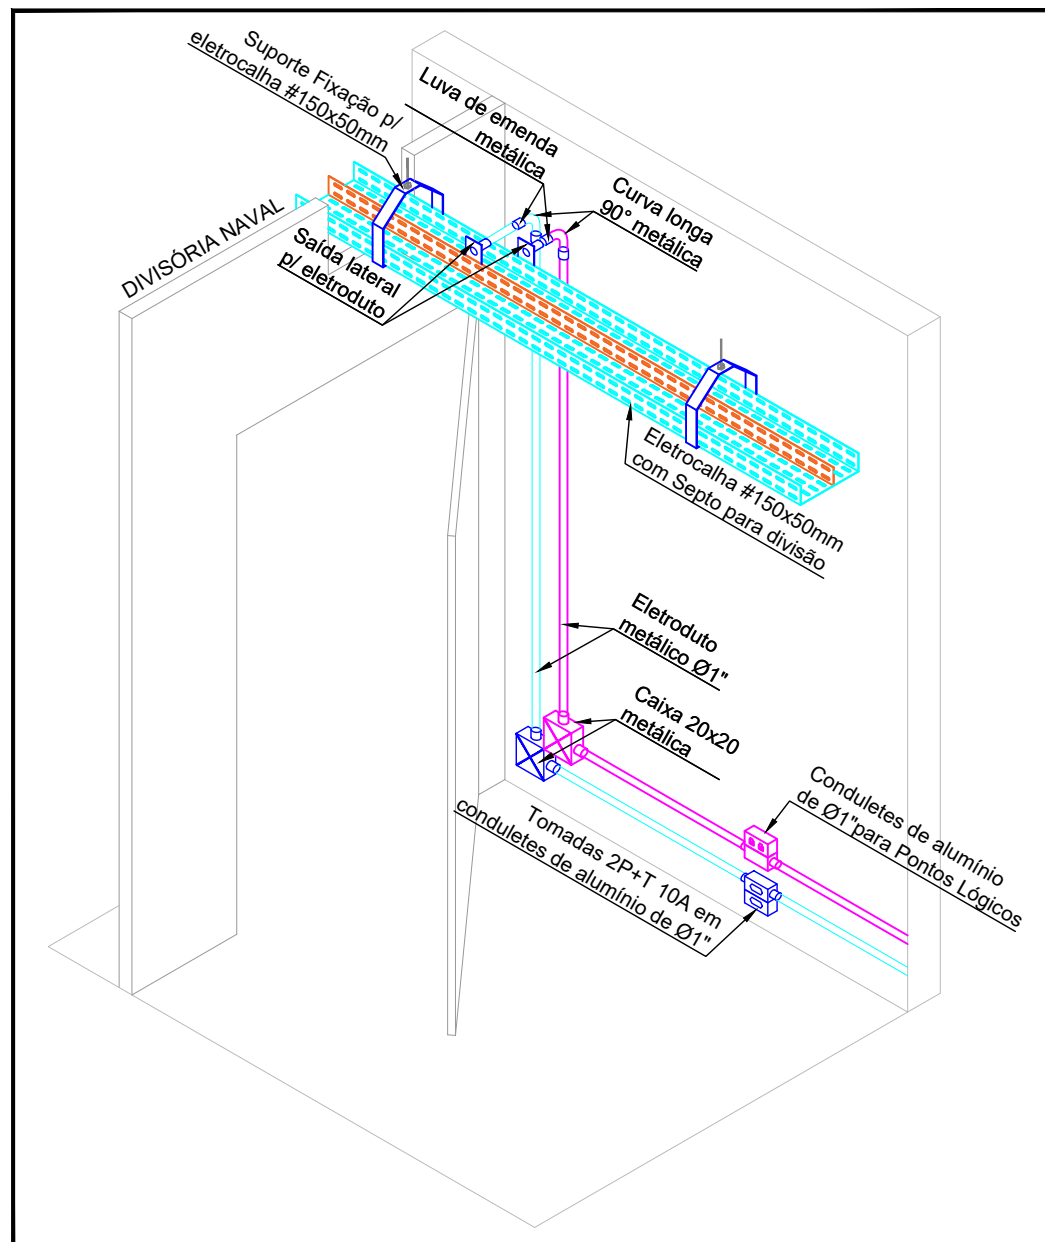 Suporte Fixação p/
eletrocalha #150x50mm
Luva de emenda
metálica
Curva longa
90° metálica
DIVISÓRIA NAVAL
Saída lateral
p/ eletroduto
Eletrocalha #150x50mm
com Septo para divisão
Eletroduto
metálico Ø1"
Caixa 20x20
metálica
Conduletes de alumínio
de Ø1"para Pontos Lógicos
Tomadas 2P+T 10A em
conduletes de alumínio de Ø1"